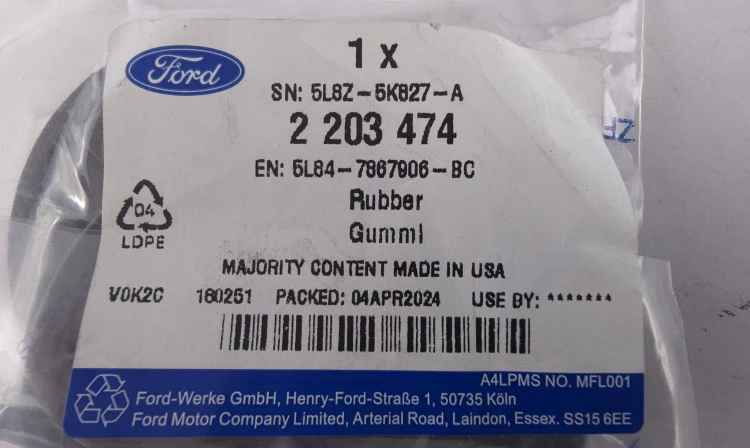 Ford
1 x
SN: 5L8Z-5K827-A
2 203 474
EN: 5L84-7867906-BC
Rubber
Gummi
04
LDPE
MAJORITY CONTENT MADE IN USA
V0K2C 160251 PACKED: 04APR2024 USE BY: *******
A4LPMS NO. MFL001
Ford-Werke GmbH, Henry-Ford-Straße 1, 50735 Köln
Ford Motor Company Limited, Arterial Road, Laindon, Essex. SS15 6EE